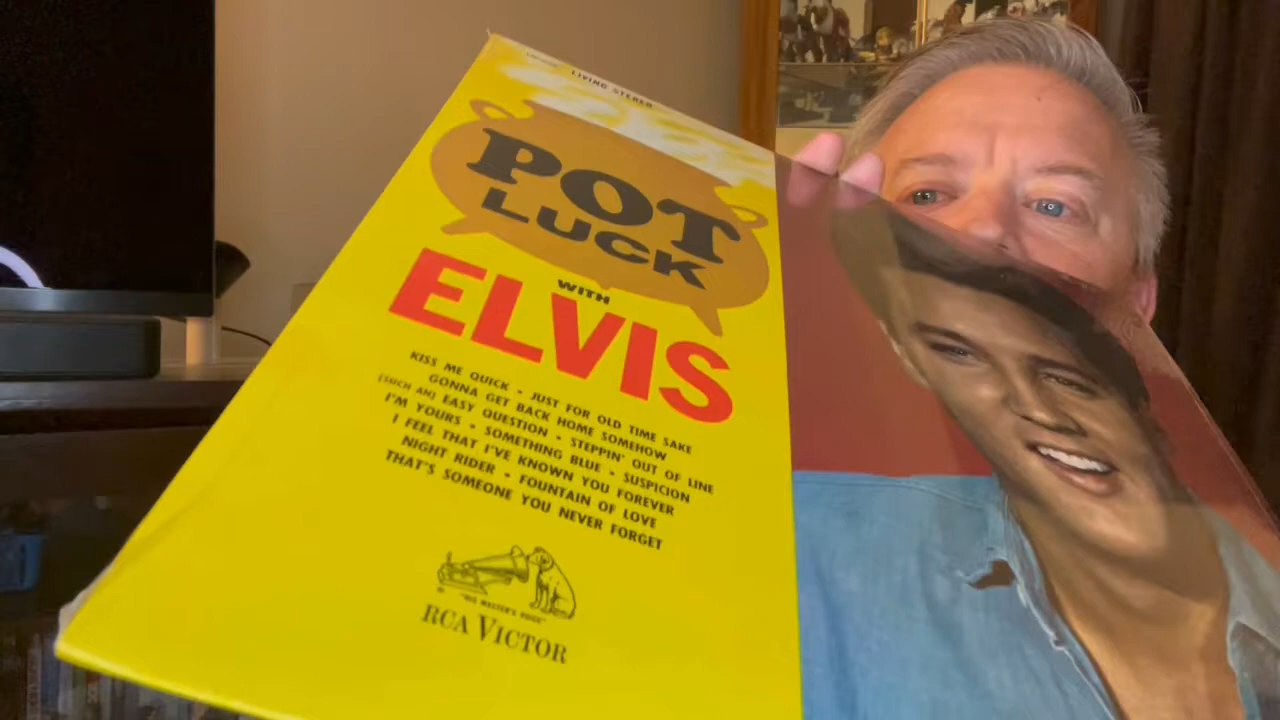 LIVING STEREO
POT
LUCK
WITH
ELVIS
KISS ME QUICK • JUST FOR OLD TIME SAKE
GONNA GET BACK HOME SOMEHOW
(SUCH AN) EASY QUESTION • STEPPIN' OUT OF LINE
I'M YOURS • SOMETHING BLUE • SUSPICION
I FEEL THAT I'VE KNOWN YOU FOREVER
NIGHT RIDER • FOUNTAIN OF LOVE
THAT'S SOMEONE YOU NEVER FORGET
"HIS MASTER'S VOICE"
RCA VICTOR